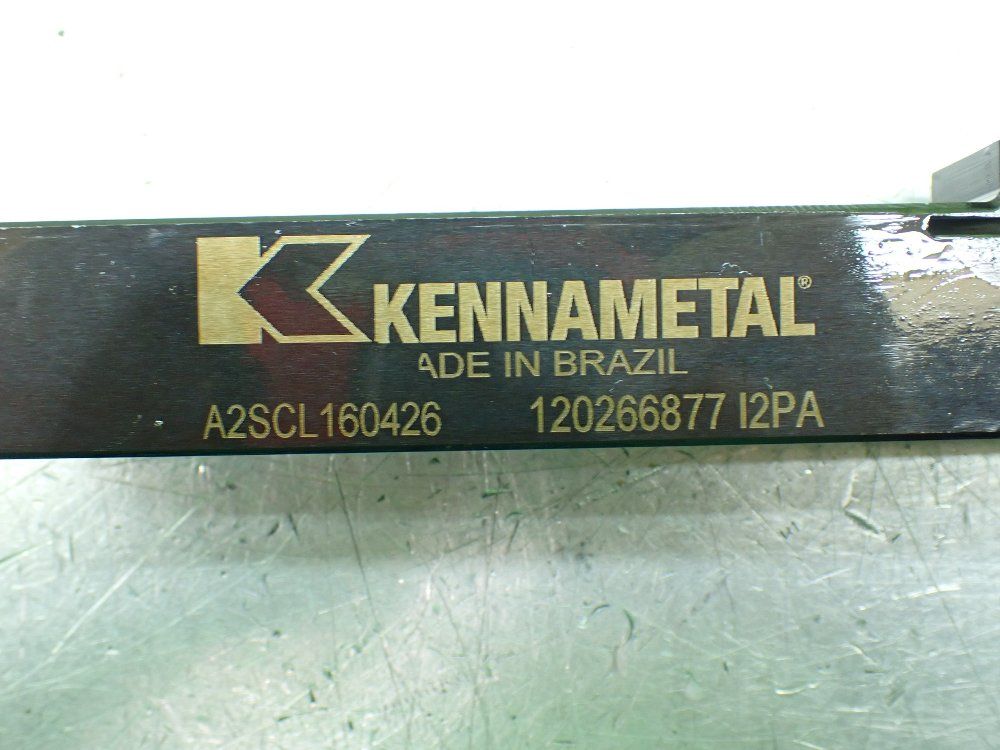 KENNAMETAL®
ADE IN BRAZIL
A2SCL160426 120266877 I2PA